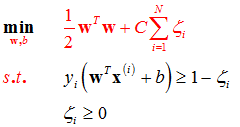 min w,b 1/2 w^T w + C ∑_{i=1}^{N} ζ_i
s.t. y_i (w^T x^{(i)} + b) ≥ 1 − ζ_i
ζ_i ≥ 0